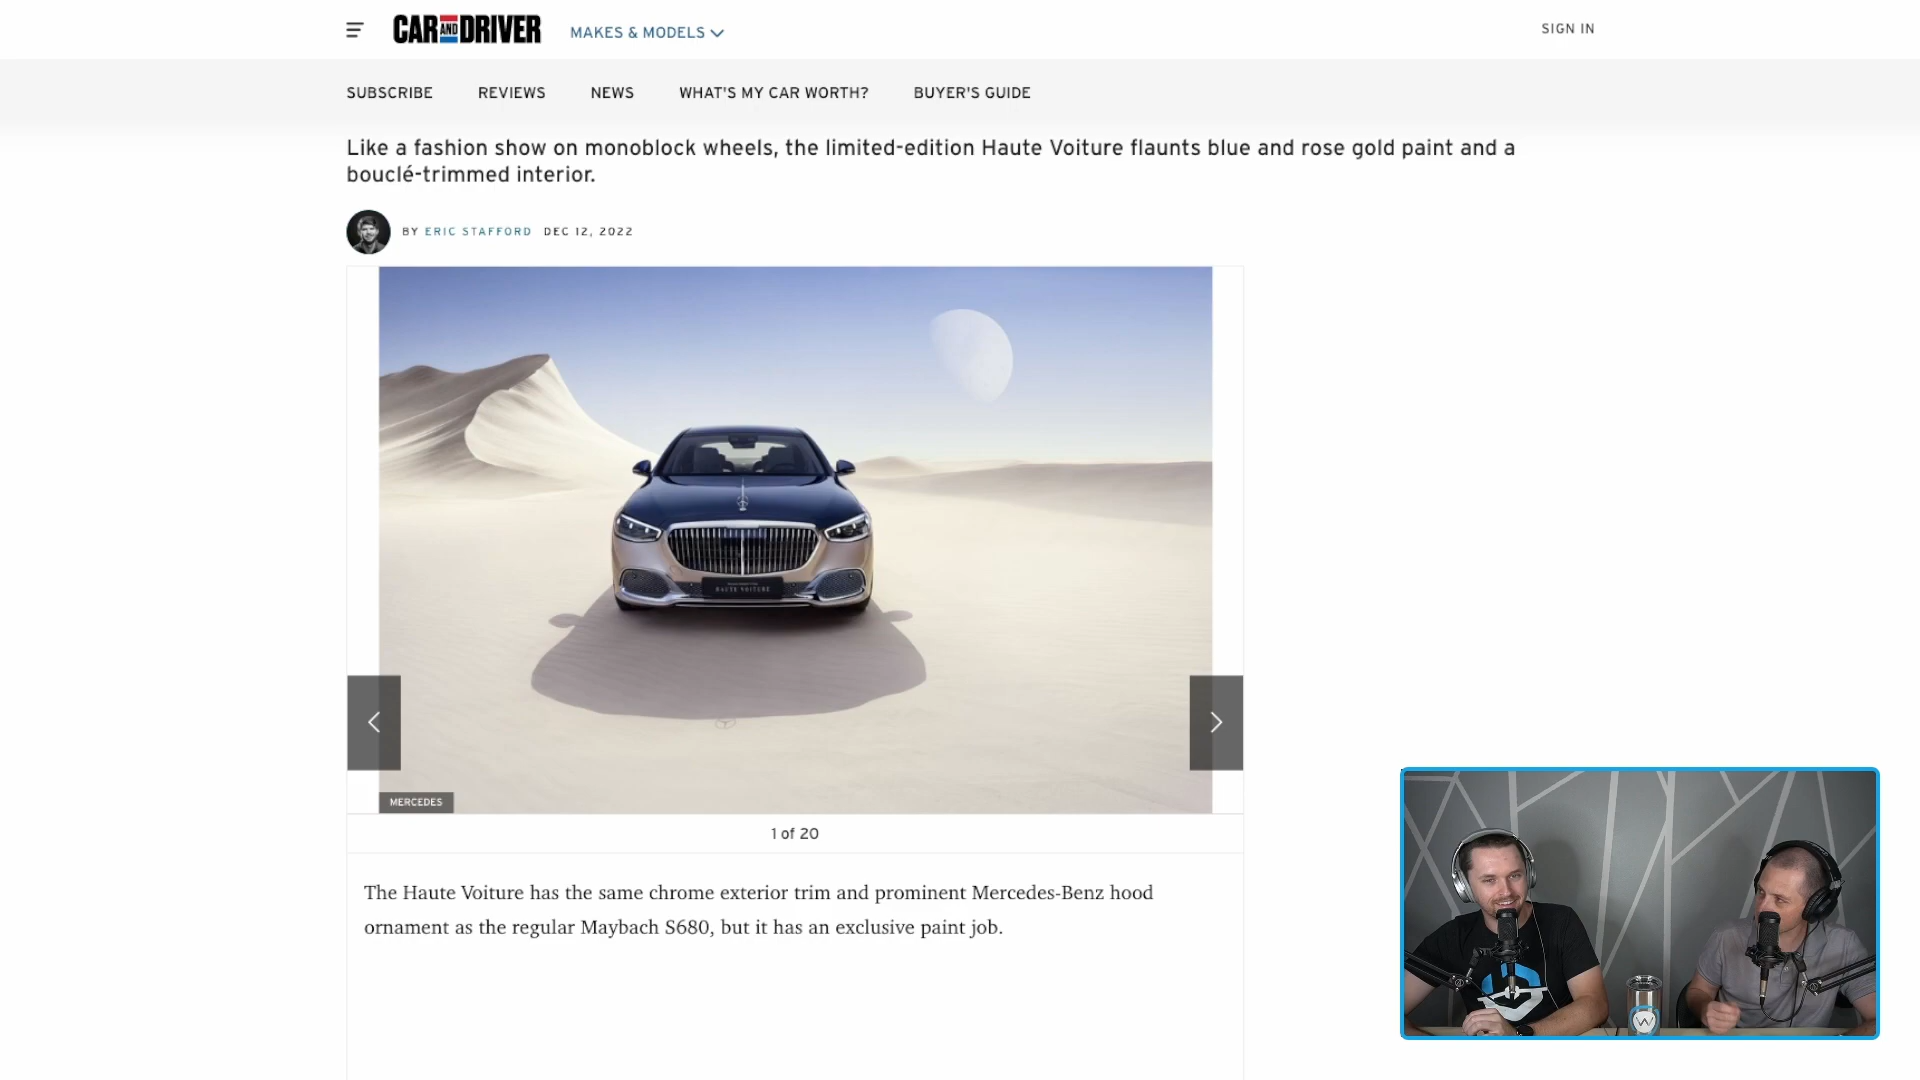 CAR AND DRIVER
MAKES & MODELS
SIGN IN
SUBSCRIBE
REVIEWS
NEWS
WHAT'S MY CAR WORTH?
BUYER'S GUIDE
Like a fashion show on monoblock wheels, the limited-edition Haute Voiture flaunts blue and rose gold paint and a
bouclé-trimmed interior.
BY ERIC STAFFORD DEC 12, 2022
HAUTE VOITURE
MERCEDES
1 of 20
The Haute Voiture has the same chrome exterior trim and prominent Mercedes-Benz hood
ornament as the regular Maybach S680, but it has an exclusive paint job.
W